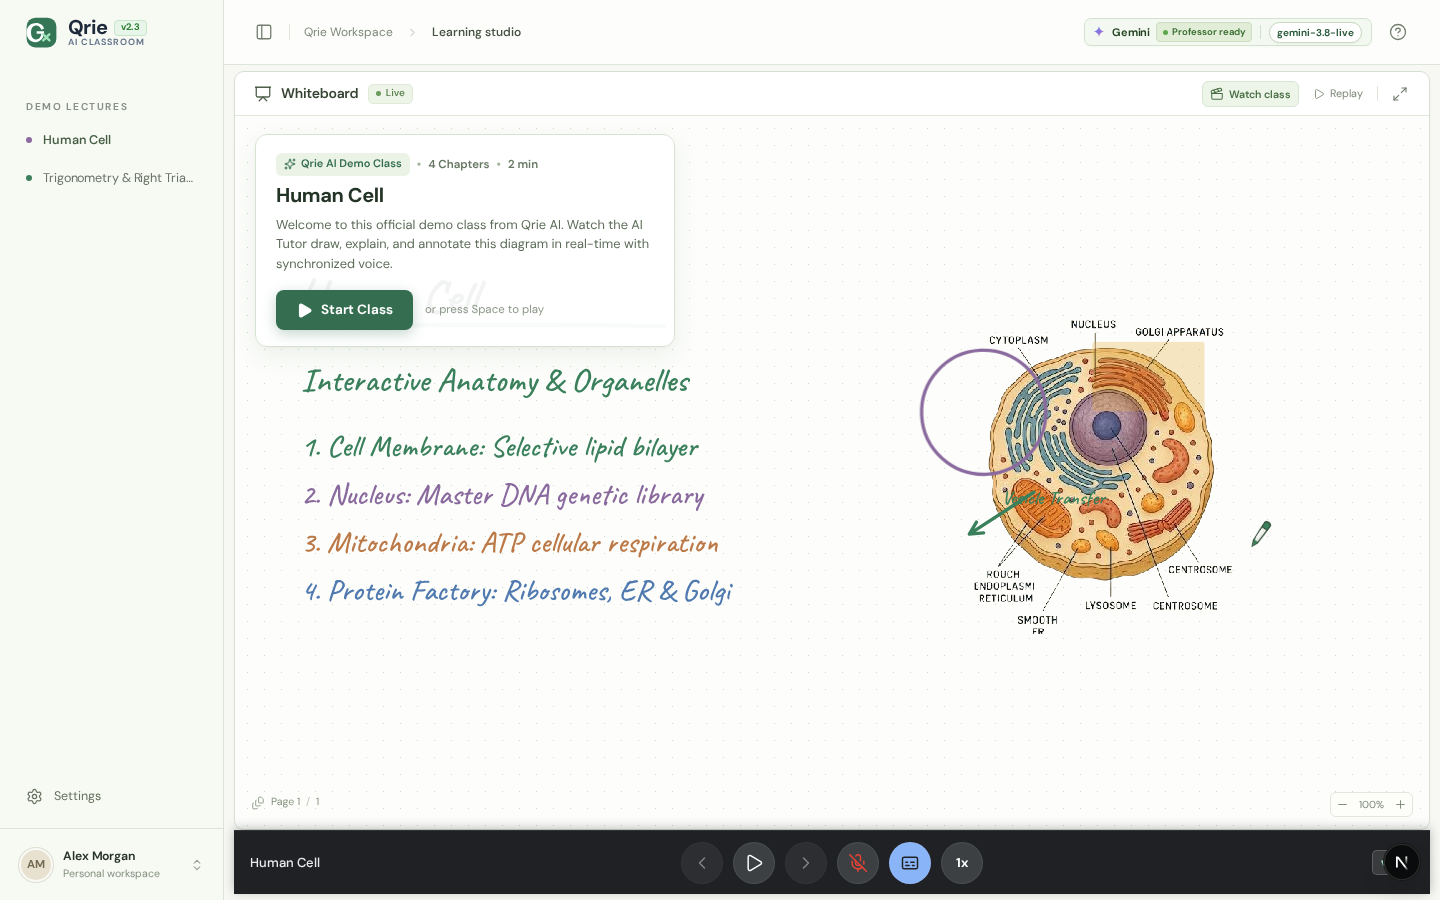 Qrie v2.3
AI CLASSROOM
DEMO LECTURES
Human Cell
Trigonometry & Right Tria...
Settings
AM
Alex Morgan
Personal workspace
Qrie Workspace > Learning studio
Gemini Professor ready gemini-3.8-live
Whiteboard Live
Watch class Replay
Qrie AI Demo Class • 4 Chapters • 2 min
Human Cell
Welcome to this official demo class from Qrie AI. Watch the AI
Tutor draw, explain, and annotate this diagram in real-time with
synchronized voice.
Start Class or press Space to play
Cell
Interactive Anatomy & Organelles
1. Cell Membrane: Selective lipid bilayer
2. Nucleus: Master DNA genetic library
3. Mitochondria: ATP cellular respiration
4. Protein Factory: Ribosomes, ER & Golgi
NUCLEUS
CYTOPLASM
GOLGI APPARATUS
Transfer
CENTROSOME
ROUCH
ENDOPLASMI
RETICULUM
LYSOSOME
CENTROSOME
SMOOTH
ER
Page 1 / 1
100%
Human Cell
1x
N